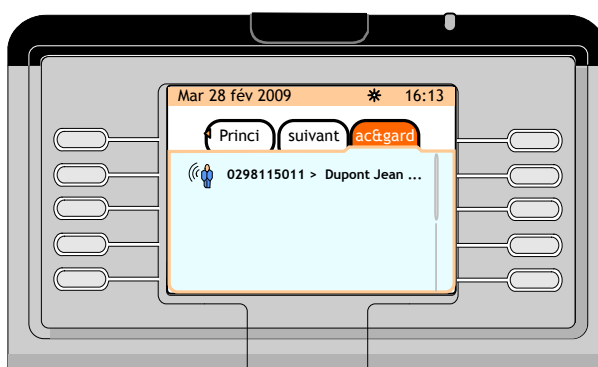 Mar 28 fév 2009 16:13
Princi suivant ac&gard
0298115011 > Dupont Jean ...